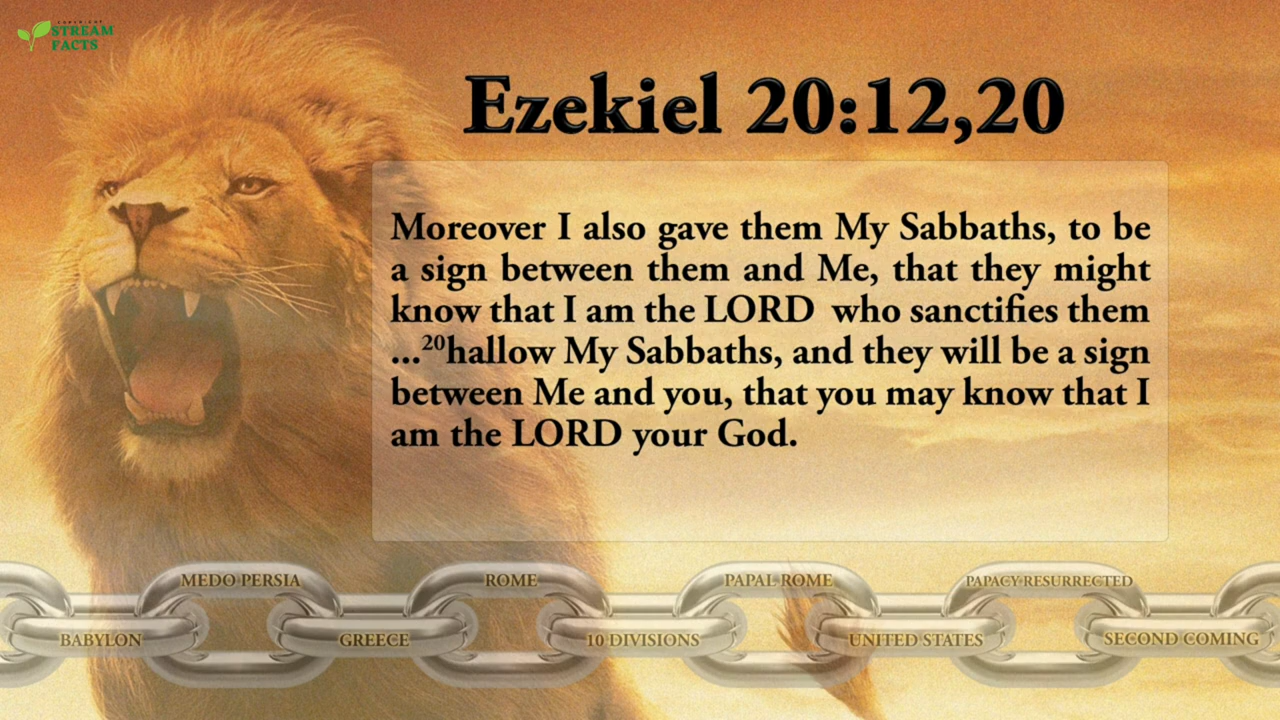 COPYRIGHT
STREAM
FACTS
Ezekiel 20:12,20
Moreover I also gave them My Sabbaths, to be
a sign between them and Me, that they might
know that I am the LORD who sanctifies them
...20hallow My Sabbaths, and they will be a sign
between Me and you, that you may know that I
am the LORD your God.
MEDO PERSIA
ROME
PAPAL ROME
PAPACY RESURRECTED
BABYLON
GREECE
10 DIVISIONS
UNITED STATES
SECOND COMING